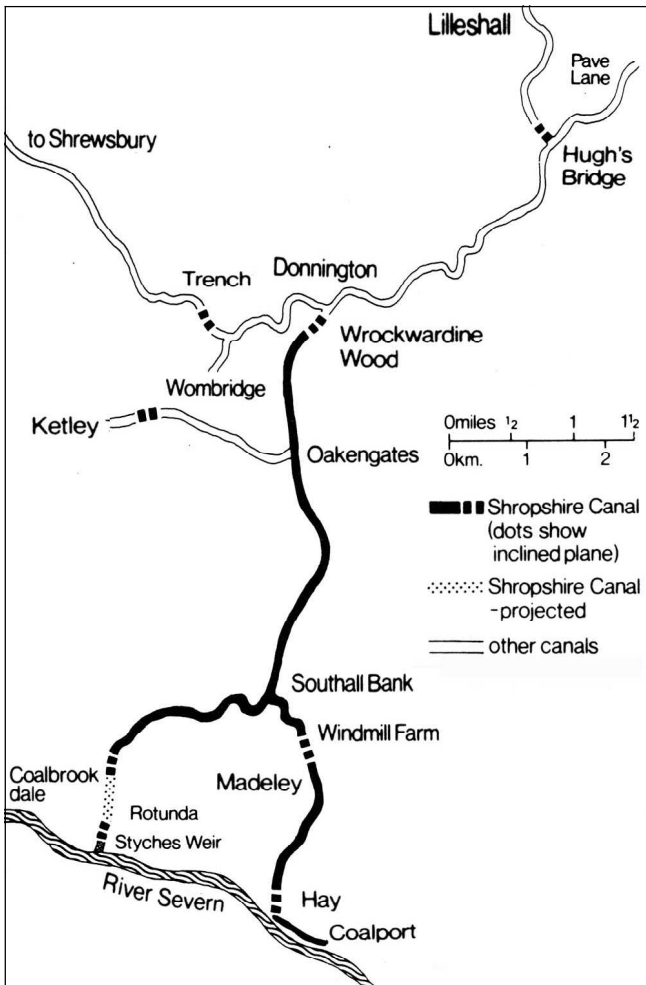 Lilleshall
Pave
Lane
to Shrewsbury
Hugh's
Bridge
Donnington
Trench
Wrockwardine
Wood
Wombridge
Ketley
Oakengates
0miles ½ 1 1½
0km. 1 2
Shropshire Canal
(dots show
inclined plane)
Shropshire Canal
-projected
other canals
Southall Bank
Windmill Farm
Coalbrook
dale
Madeley
Rotunda
Styches Weir
River Severn
Hay
Coalport